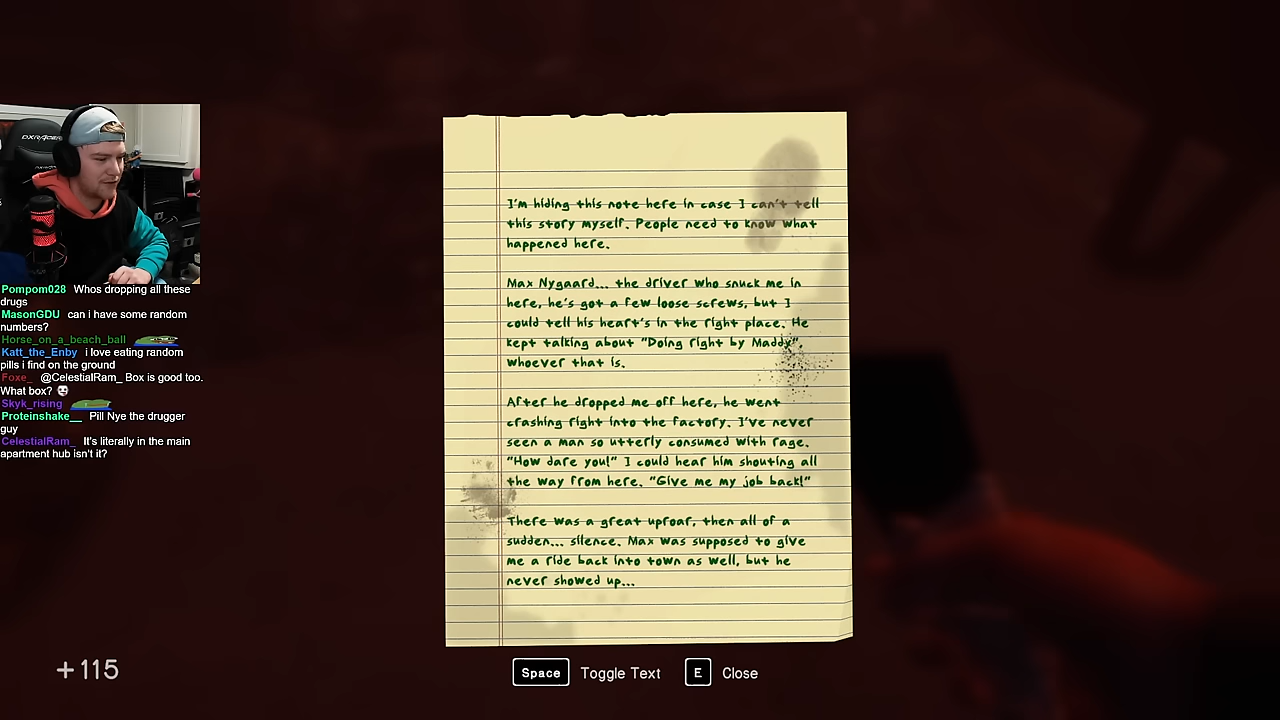 DXRACER
Pompom028 Whos dropping all these
drugs
MasonGDU can i have some random
numbers?
Horse_on_a_beach_ball
Katt_the_Enby i love eating random
pills i find on the ground
Foxe_ @CelestialRam_ Box is good too.
What box?
Skyk_rising
Proteinshake__ Pill Nye the drugger
guy
CelestialRam_ It's literally in the main
apartment hub isn't it?
I'm hiding this note here in case I can't tell
this story myself. People need to know what
happened here.
Max Nygaard... the driver who snuck me in
here, he's got a few loose screws, but I
could tell his heart's in the right place. He
kept talking about "Doing right by Maddy",
whoever that is.
After he dropped me off here, he went
crashing right into the factory. I've never
seen a man so utterly consumed with rage.
"How dare you!" I could hear him shouting all
the way from here. "Give me my job back!"
There was a great uproar, then all of a
sudden... silence. Max was supposed to give
me a ride back into town as well, but he
never showed up...
+115
Space Toggle Text E Close